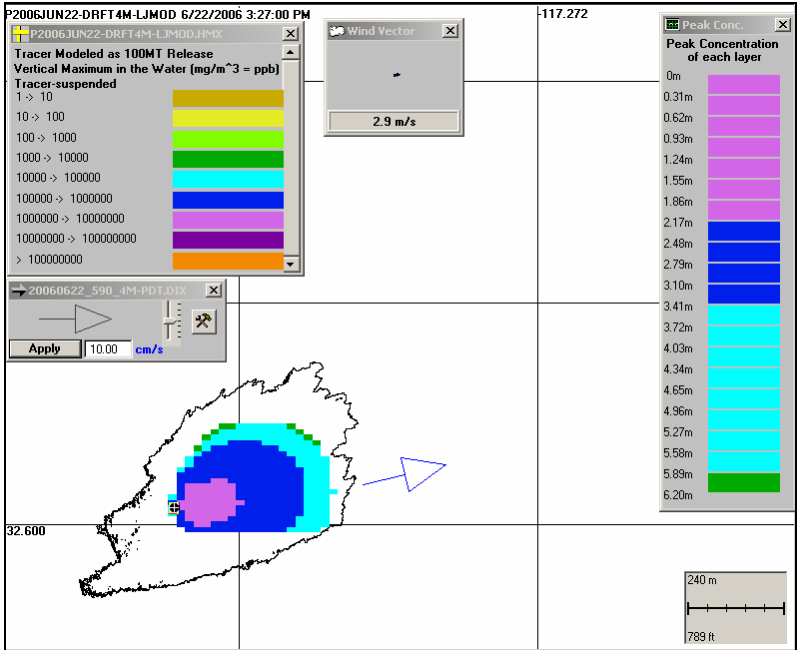 P2006JUN22-DRFT4M-LJMOD 6/22/2006 3:27:00 PM
-117.272
P2006JUN22-DRFT4M-LJMOD.HMX
Tracer Modeled as 100MT Release
Vertical Maximum in the Water (mg/m^3 = ppb)
Tracer-suspended
1 -> 10
10 -> 100
100 -> 1000
1000 -> 10000
10000 -> 100000
100000 -> 1000000
1000000 -> 10000000
10000000 -> 100000000
> 100000000
Wind Vector
2.9 m/s
Peak Conc.
Peak Concentration
of each layer
0m
0.31m
0.62m
0.93m
1.24m
1.55m
1.86m
2.17m
2.48m
2.79m
3.10m
3.41m
3.72m
4.03m
4.34m
4.65m
4.96m
5.27m
5.58m
5.89m
6.20m
20060622_590_4M-PDT.DIX
Apply 10.00 cm/s
32.600
240 m
789 ft